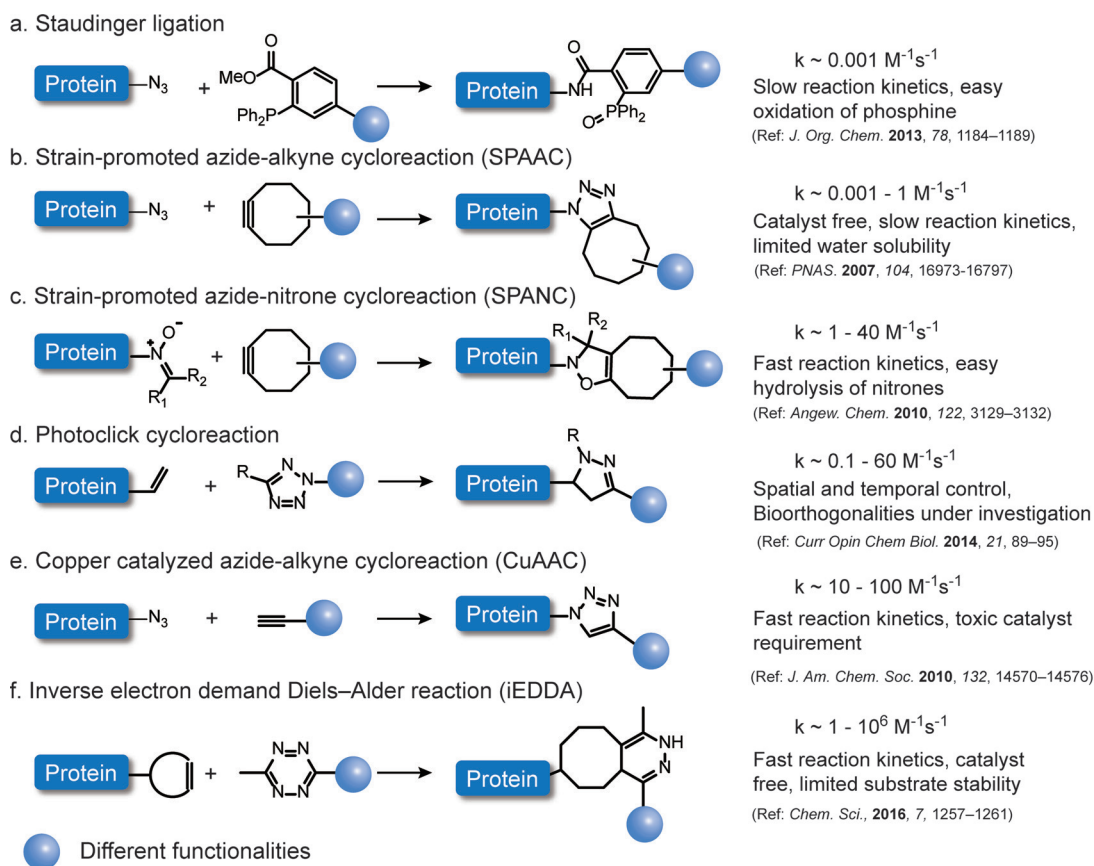 a. Staudinger ligation
Protein
N₃
+
MeO
O
Ph₂P
Protein
NH
O
O
PPh₂
k ~ 0.001 M⁻¹s⁻¹
Slow reaction kinetics, easy
oxidation of phosphine
(Ref: J. Org. Chem. 2013, 78, 1184–1189)
b. Strain-promoted azide-alkyne cycloreaction (SPAAC)
Protein
N₃
+
Protein
N
N
N
k ~ 0.001 - 1 M⁻¹s⁻¹
Catalyst free, slow reaction kinetics,
limited water solubility
(Ref: PNAS. 2007, 104, 16973-16797)
c. Strain-promoted azide-nitrone cycloreaction (SPANC)
Protein
N⁺
O⁻
R₁
R₂
+
Protein
N
O
R₁
R₂
k ~ 1 - 40 M⁻¹s⁻¹
Fast reaction kinetics, easy
hydrolysis of nitrones
(Ref: Angew. Chem. 2010, 122, 3129–3132)
d. Photoclick cycloreaction
Protein
+
R
N
N
N
N
Protein
R
N
N
k ~ 0.1 - 60 M⁻¹s⁻¹
Spatial and temporal control,
Bioorthogonalities under investigation
(Ref: Curr Opin Chem Biol. 2014, 21, 89–95)
e. Copper catalyzed azide-alkyne cycloreaction (CuAAC)
Protein
N₃
+
Protein
N
N
N
k ~ 10 - 100 M⁻¹s⁻¹
Fast reaction kinetics, toxic catalyst
requirement
(Ref: J. Am. Chem. Soc. 2010, 132, 14570–14576)
f. Inverse electron demand Diels–Alder reaction (iEDDA)
Protein
+
N
N
N
N
Protein
NH
N
k ~ 1 - 10⁶ M⁻¹s⁻¹
Fast reaction kinetics, catalyst
free, limited substrate stability
(Ref: Chem. Sci., 2016, 7, 1257–1261)
Different functionalities